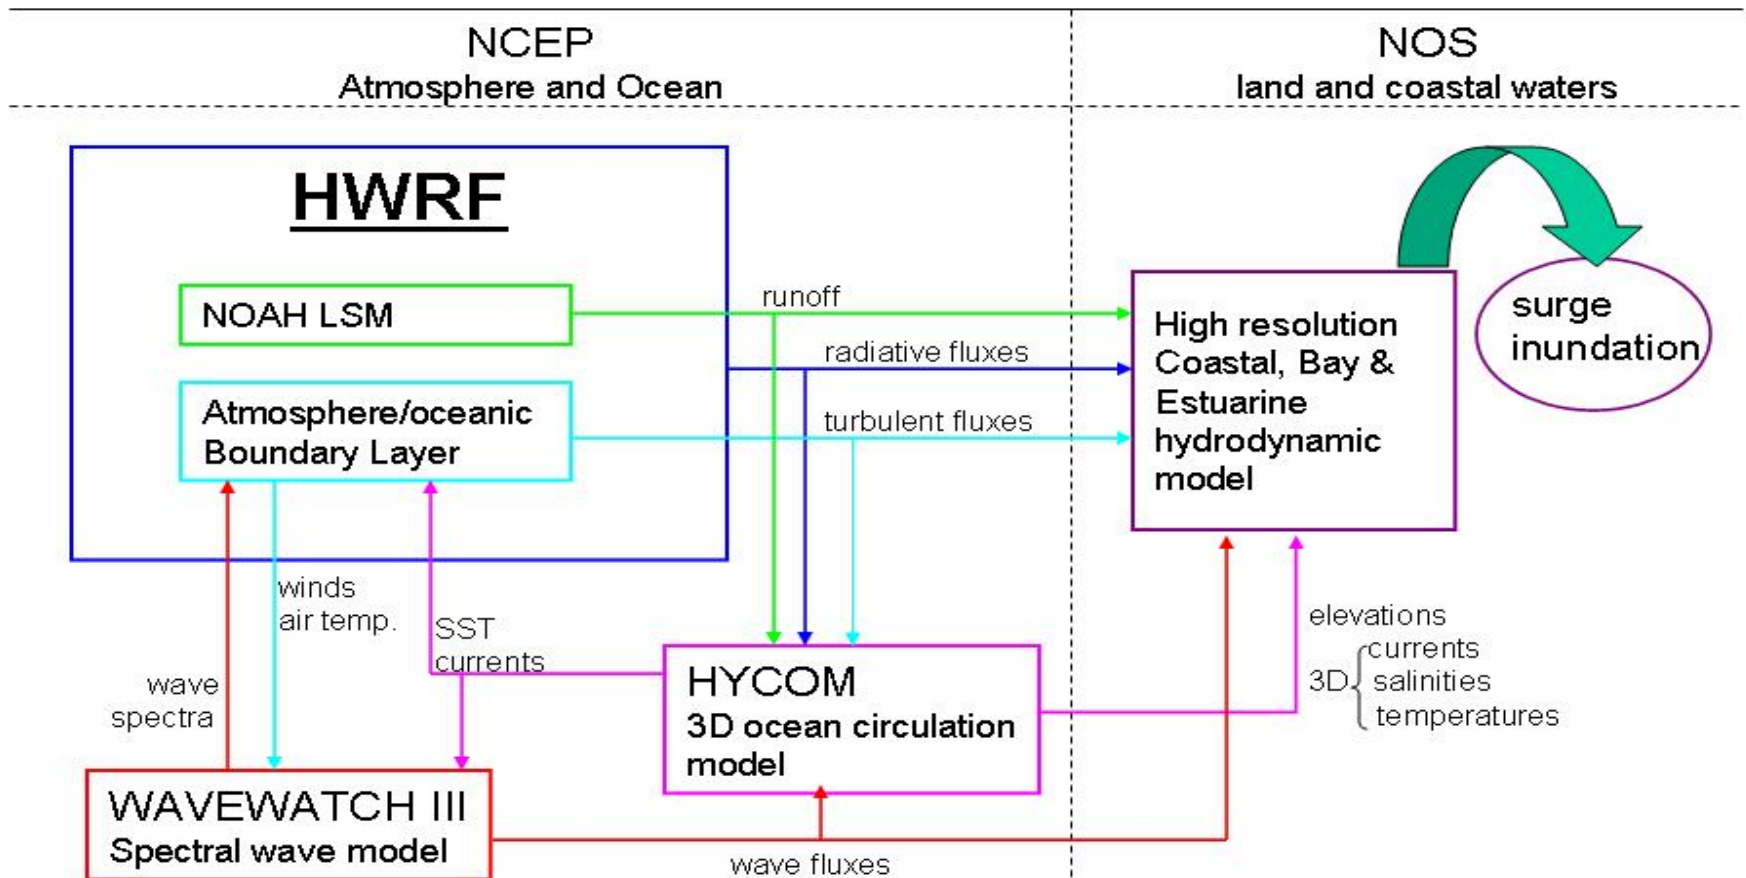 NCEP
Atmosphere and Ocean
NOS
land and coastal waters
HWRF
NOAH LSM
Atmosphere/oceanic
Boundary Layer
runoff
radiative fluxes
turbulent fluxes
High resolution
Coastal, Bay &
Estuarine
hydrodynamic
model
surge
inundation
winds
air temp.
SST
currents
wave
spectra
elevations
3D
currents
salinities
temperatures
HYCOM
3D ocean circulation
model
WAVEWATCH III
Spectral wave model
wave fluxes